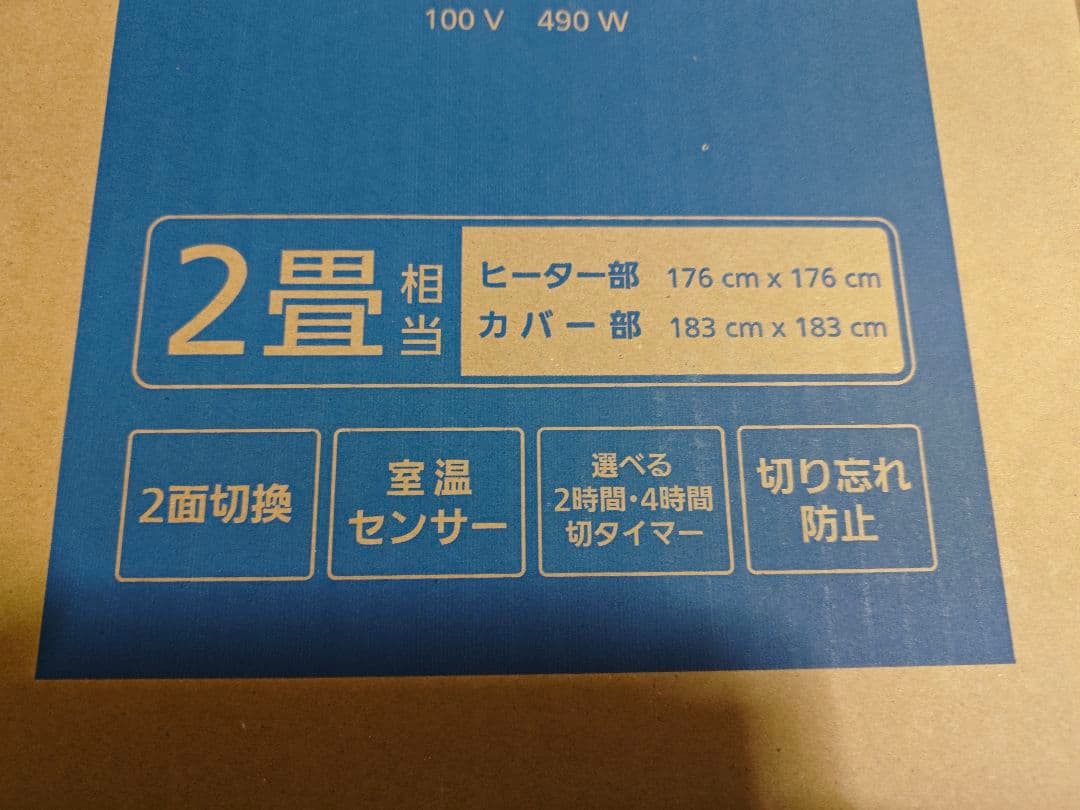 100 V 490 W
2畳相当
ヒーター部 176 cm x 176 cm
カバー部 183 cm x 183 cm
2面切換
室温
センサー
選べる
2時間・4時間
切タイマー
切り忘れ
防止